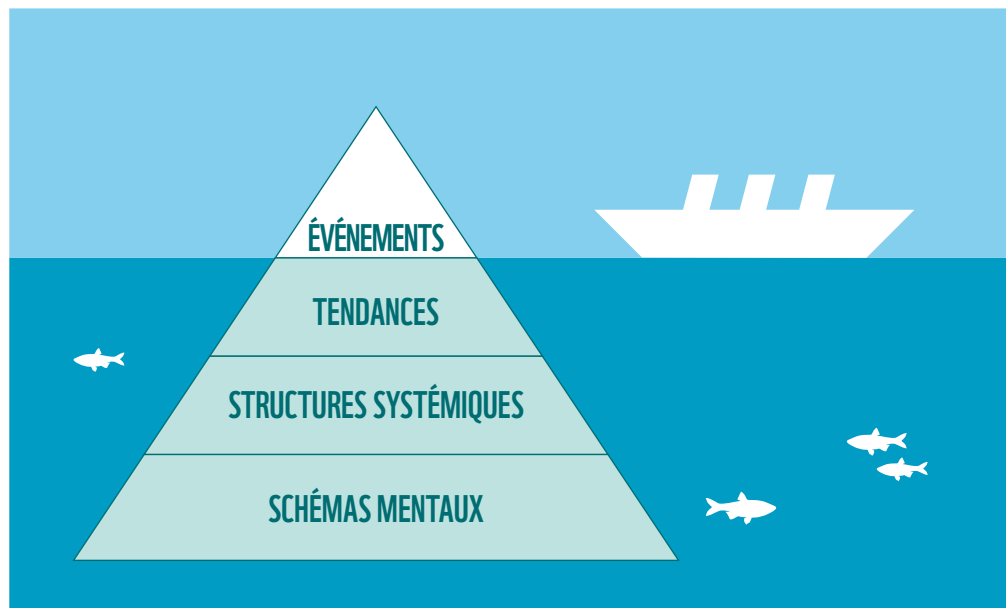 ÉVÉNEMENTS
TENDANCES
STRUCTURES SYSTÉMIQUES
SCHÉMAS MENTAUX